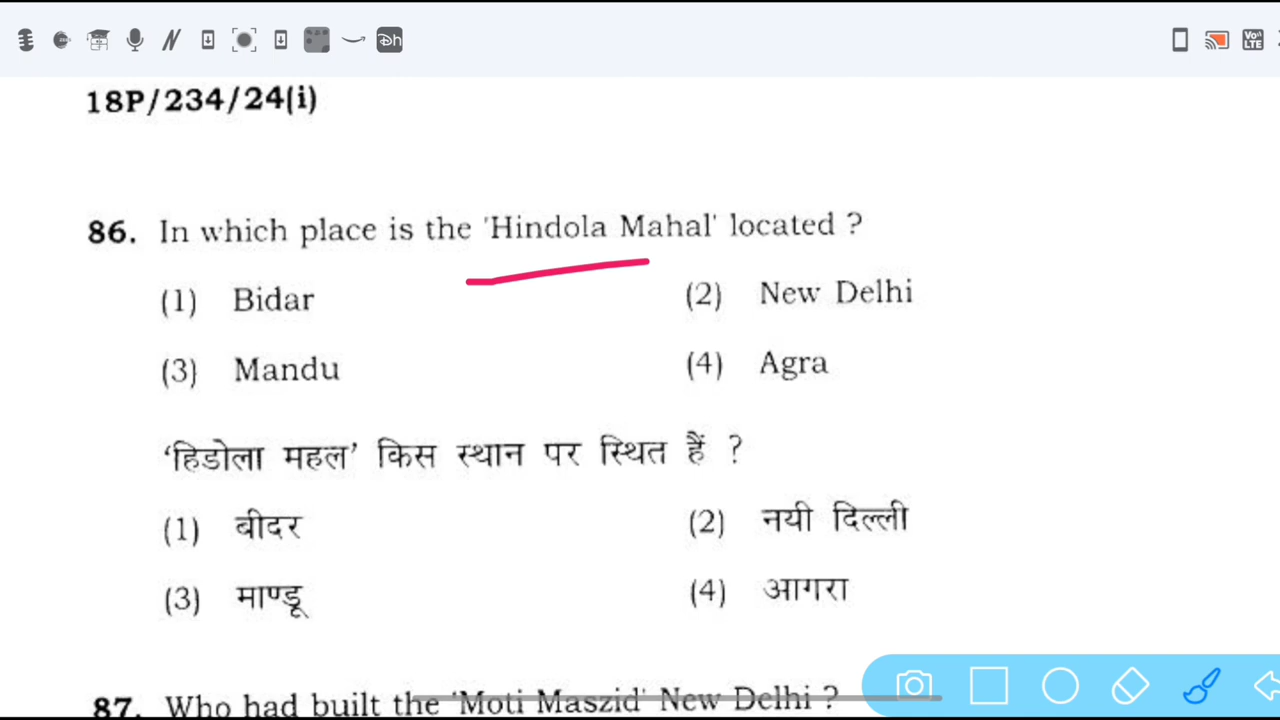 Vo))
LTE
18P/234/24(i)
86. In which place is the 'Hindola Mahal' located ?
(1) Bidar (2) New Delhi
(3) Mandu (4) Agra
‘हिडोला महल’ किस स्थान पर स्थित हैं ?
(1) बीदर (2) नयी दिल्ली
(3) माण्डू (4) आगरा
87. Who had built the 'Moti Maszid' New Delhi ?